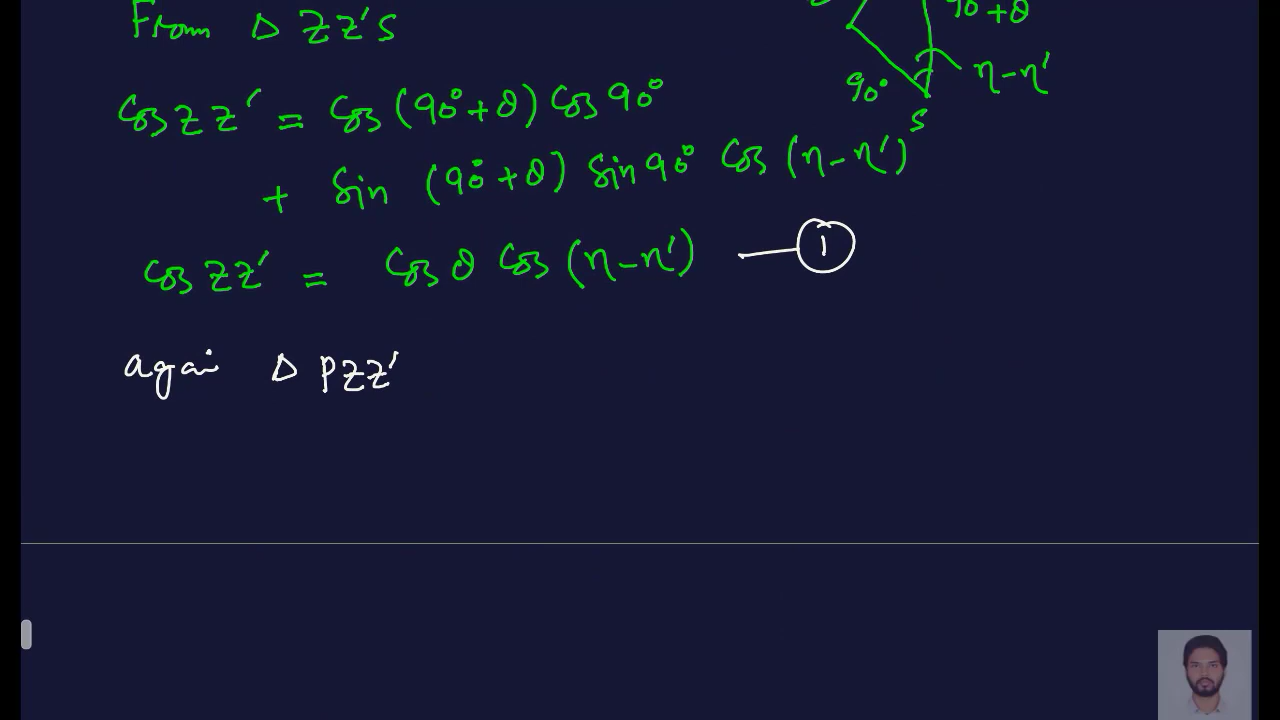 From Δ ZZ's
90+θ
η-η'
90°
s
Cos ZZ' = Cos (90°+θ) Cos 90°
+ Sin (90°+θ) Sin 90° Cos (η-η')
Cos ZZ' = Cos θ Cos (η-η') — 1
agai Δ PZZ'